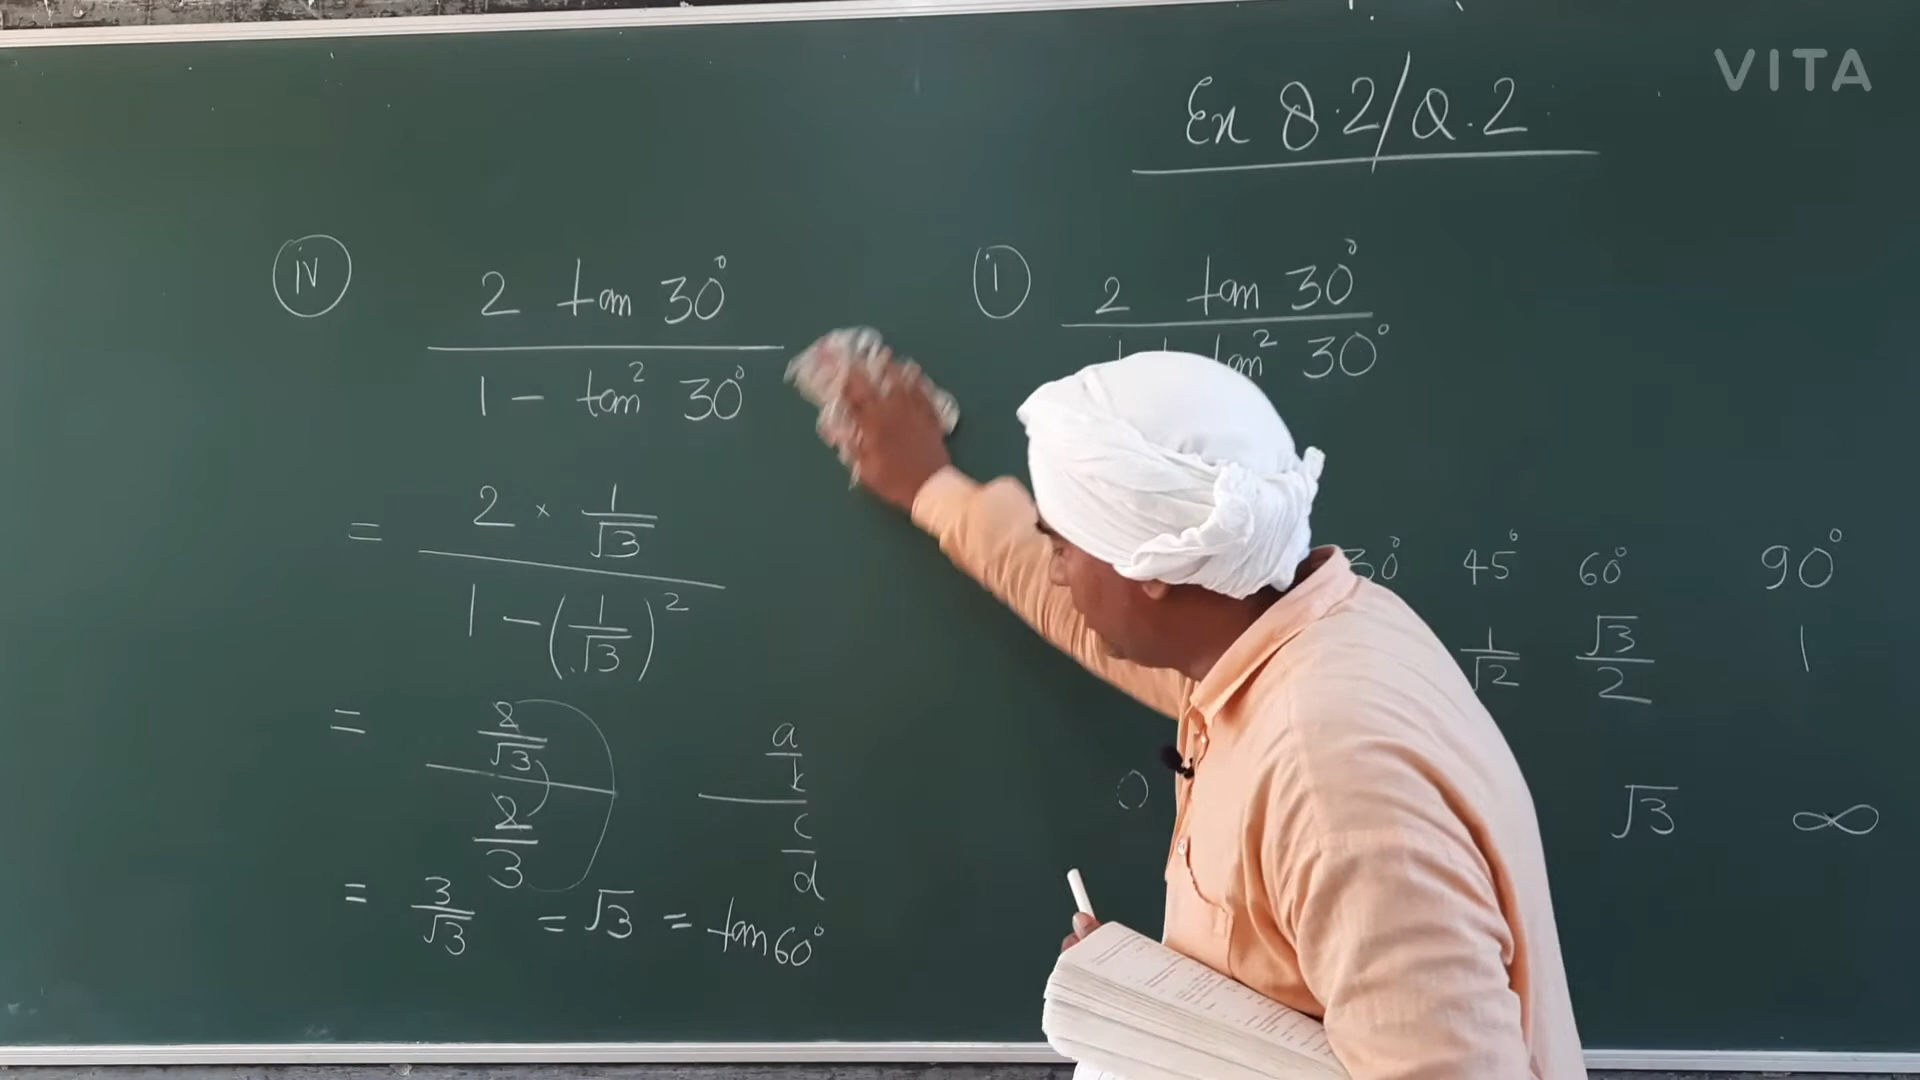 VITA
Ex 8.2/Q.2
iv 2 tan 30°
1 - tan² 30°
= 2 × 1/√3
1 - (1/√3)²
= 2/√3
2/3
a/b
c/d
= 3/√3 = √3 = tan 60°
i 2 tan 30°
tan² 30°
30° 45° 60° 90°
1/√2 √3/2 1
0 √3 ∞